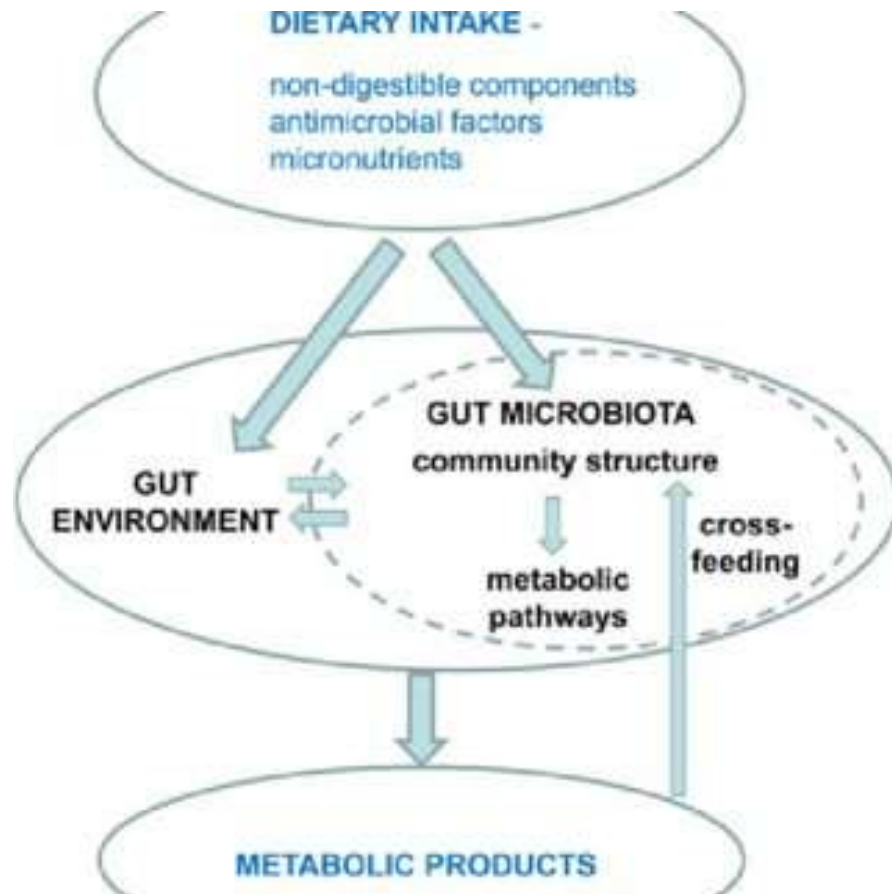 DIETARY INTAKE -
non-digestible components
antimicrobial factors
micronutrients
GUT MICROBIOTA
community structure
GUT
ENVIRONMENT
cross-
feeding
metabolic
pathways
METABOLIC PRODUCTS